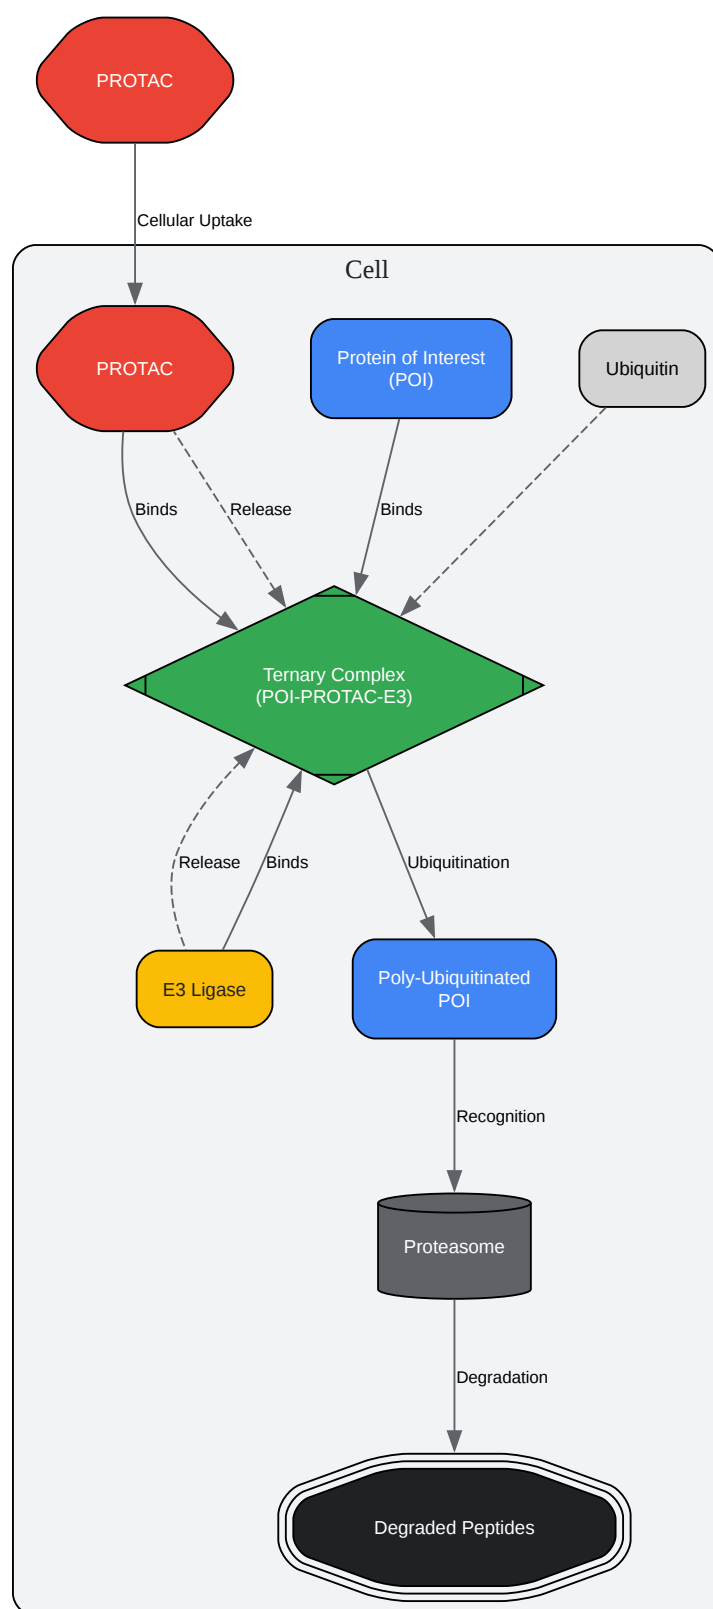 PROTAC
Cellular Uptake
Cell
PROTAC
Protein of Interest
(POI)
Ubiquitin
Binds
Release
Binds
Ternary Complex
(POI-PROTAC-E3)
Release
Binds
Ubiquitination
E3 Ligase
Poly-Ubiquitinated
POI
Recognition
Proteasome
Degradation
Degraded Peptides